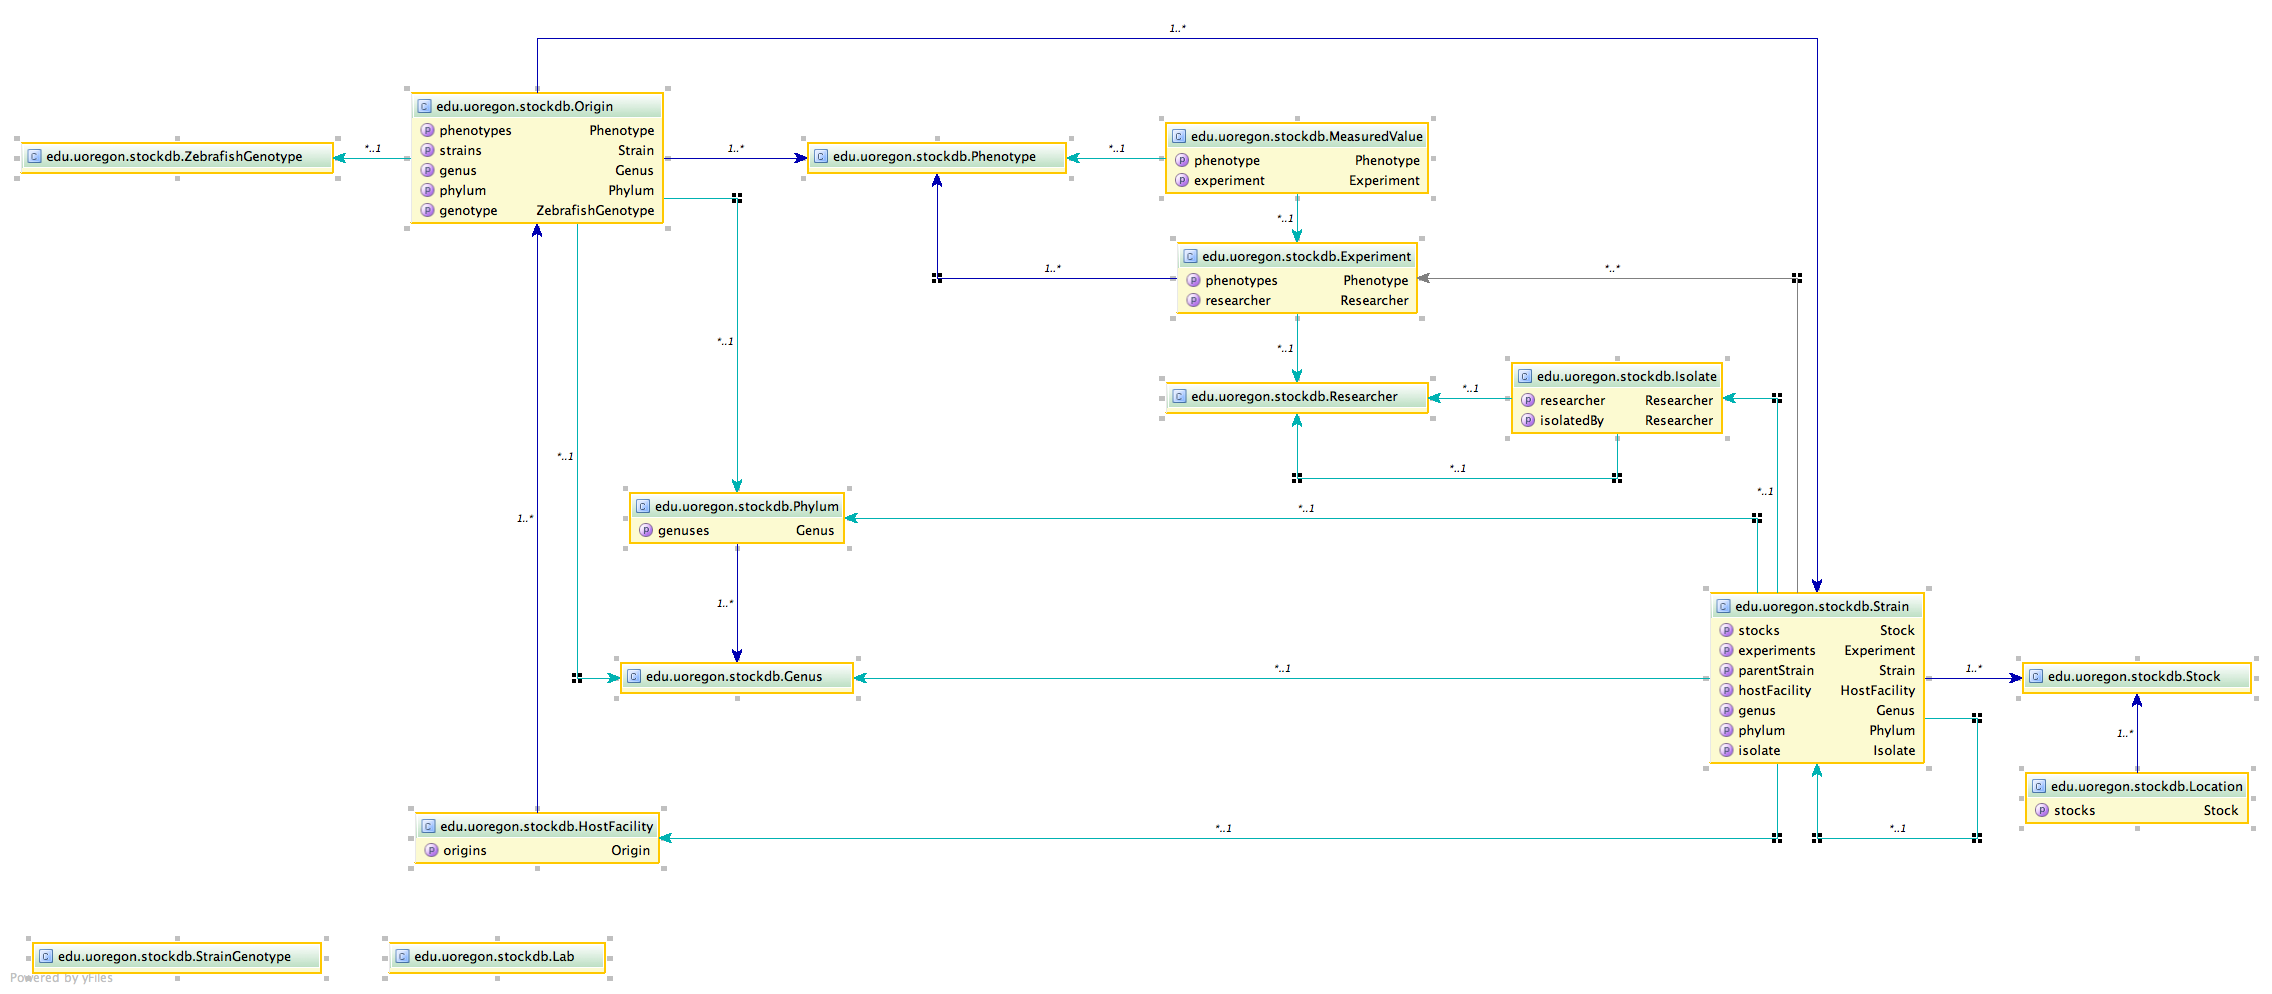 1..*
edu.uoregon.stockdb.Origin
phenotypes Phenotype
strains Strain
genus Genus
phylum Phylum
genotype ZebrafishGenotype
edu.uoregon.stockdb.ZebrafishGenotype
*..1
1..*
edu.uoregon.stockdb.Phenotype
*..1
edu.uoregon.stockdb.MeasuredValue
phenotype Phenotype
experiment Experiment
*..1
edu.uoregon.stockdb.Experiment
phenotypes Phenotype
researcher Researcher
1..*
*..*
*..1
*..1
edu.uoregon.stockdb.Researcher
*..1
edu.uoregon.stockdb.Isolate
researcher Researcher
isolatedBy Researcher
*..1
*..1
*..1
1..*
edu.uoregon.stockdb.Phylum
genuses Genus
*..1
1..*
edu.uoregon.stockdb.Genus
*..1
edu.uoregon.stockdb.Strain
stocks Stock
experiments Experiment
parentStrain Strain
hostFacility HostFacility
genus Genus
phylum Phylum
isolate Isolate
1..*
edu.uoregon.stockdb.Stock
1..*
edu.uoregon.stockdb.Location
stocks Stock
*..1
*..1
edu.uoregon.stockdb.HostFacility
origins Origin
edu.uoregon.stockdb.StrainGenotype
edu.uoregon.stockdb.Lab
Powered by yFiles